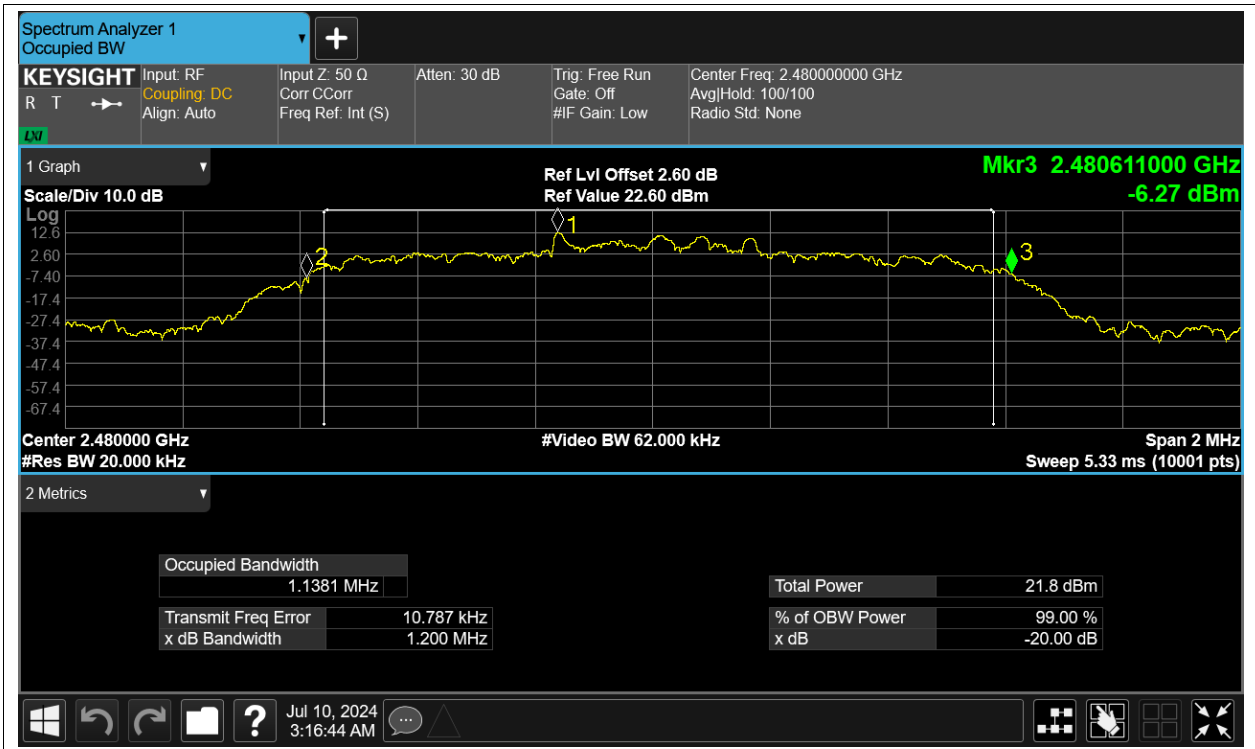 Spectrum Analyzer 1
Occupied BW
KEYSIGHT
R T
LXI
Input: RF
Coupling: DC
Align: Auto
Input Z: 50 Ω
Corr CCorr
Freq Ref: Int (S)
Atten: 30 dB
Trig: Free Run
Gate: Off
#IF Gain: Low
Center Freq: 2.480000000 GHz
Avg|Hold: 100/100
Radio Std: None
1 Graph
Scale/Div 10.0 dB
Ref Lvl Offset 2.60 dB
Ref Value 22.60 dBm
Mkr3 2.480611000 GHz
-6.27 dBm
Log
12.6
2.60
-7.40
-17.4
-27.4
-37.4
-47.4
-57.4
-67.4
1
2
3
Center 2.480000 GHz
#Video BW 62.000 kHz
Span 2 MHz
#Res BW 20.000 kHz
Sweep 5.33 ms (10001 pts)
2 Metrics
Occupied Bandwidth
1.1381 MHz
Total Power 21.8 dBm
Transmit Freq Error 10.787 kHz
% of OBW Power 99.00 %
x dB Bandwidth 1.200 MHz
x dB -20.00 dB
?
Jul 10, 2024
3:16:44 AM